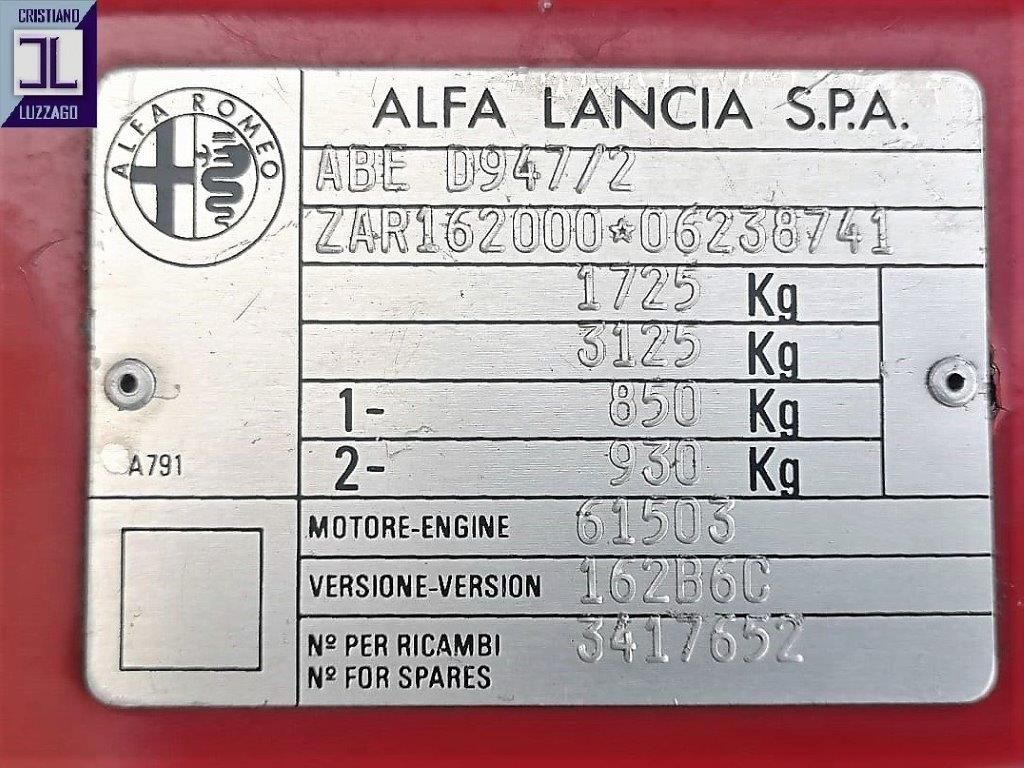 CRISTIANO
LUZZAGO
ALFA ROMEO
ALFA LANCIA S.P.A.
ABE D947/2
ZAR162000*06238741
1725 Kg
3125 Kg
1- 850 Kg
2- 930 Kg
A791
MOTORE-ENGINE 61503
VERSIONE-VERSION 162B6C
Nº PER RICAMBI 3417652
Nº FOR SPARES